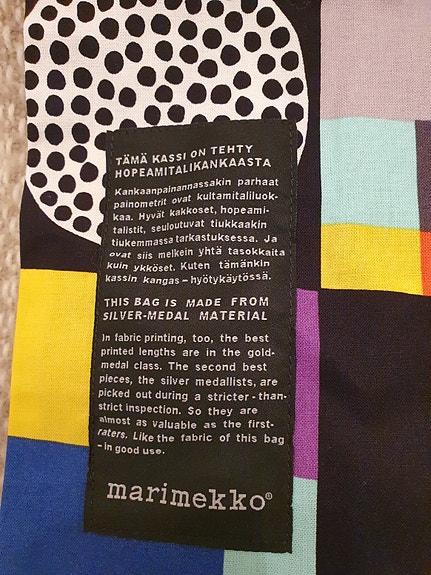 TÄMÄ KASSI ON TEHTY
HOPEAMITALIKANKAASTA
Kankaanpainannassakin parhaat
painometrit ovat kultamitaliluok-
kaa. Hyvät kakkoset, hopeami-
talistit, seuloutuvat tiukkaakin
tiukemmassa tarkastuksessa. Ja
ovat siis melkein yhtä tasokkaita
kuin ykköset. Kuten tämänkin
kassin kangas – hyötykäytössä.
THIS BAG IS MADE FROM
SILVER-MEDAL MATERIAL
In fabric printing, too, the best
printed lengths are in the gold-
medal class. The second best
pieces, the silver medallists, are
picked out during a stricter - than-
strict inspection. So they are
almost as valuable as the first-
raters. Like the fabric of this bag
– in good use.
marimekko®